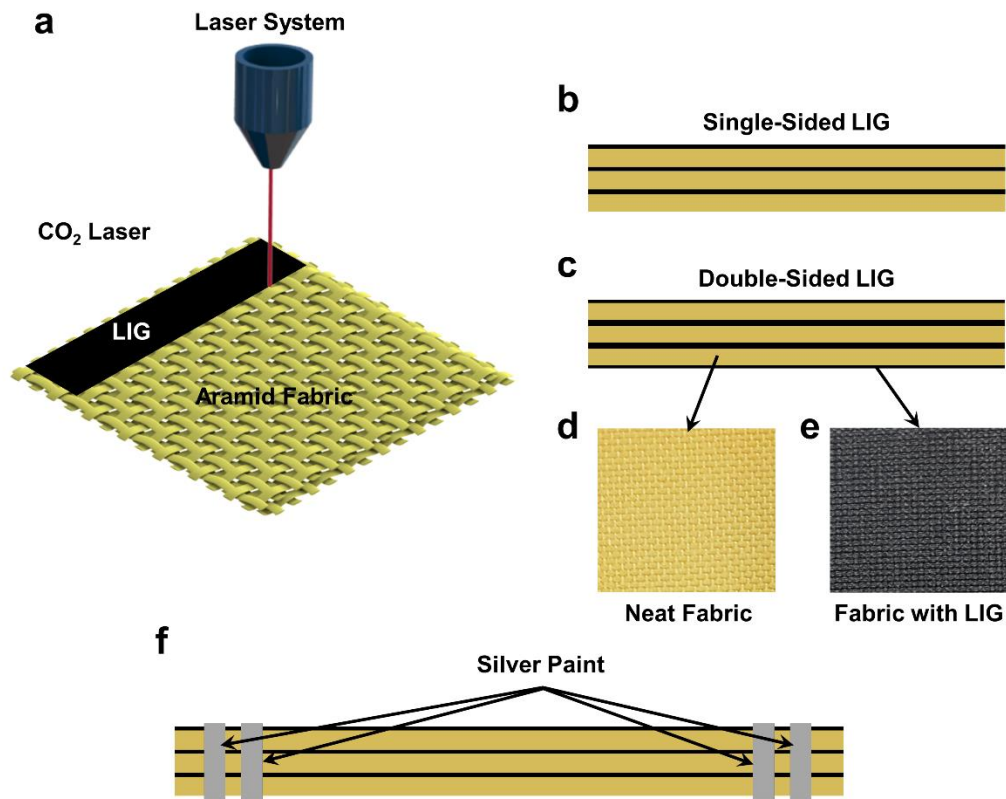 a
Laser System
CO₂ Laser
LIG
Aramid Fabric
b
Single-Sided LIG
c
Double-Sided LIG
d
Neat Fabric
e
Fabric with LIG
f
Silver Paint